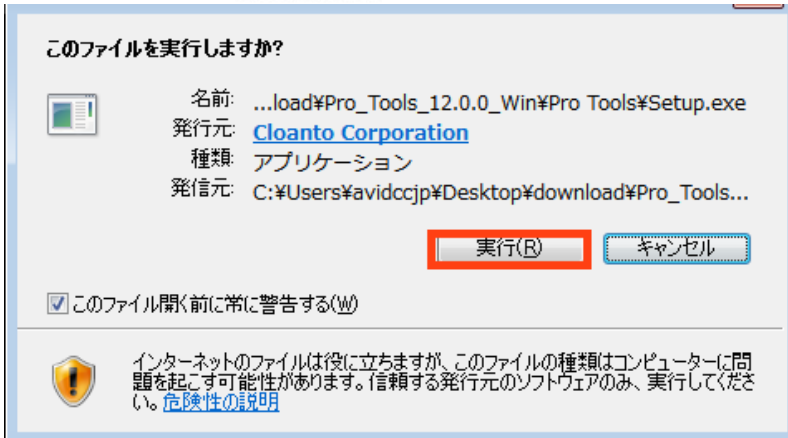 このファイルを実行しますか?
名前: ...load¥Pro_Tools_12.0.0_Win¥Pro Tools¥Setup.exe
発行元: Cloanto Corporation
種類: アプリケーション
発信元: C:¥Users¥avidccjp¥Desktop¥download¥Pro_Tools...
実行(R) キャンセル
このファイル開く前に常に警告する(W)
インターネットのファイルは役に立ちますが、このファイルの種類はコンピューターに問
題を起こす可能性があります。信頼する発行元のソフトウェアのみ、実行してくださ
い。危険性の説明